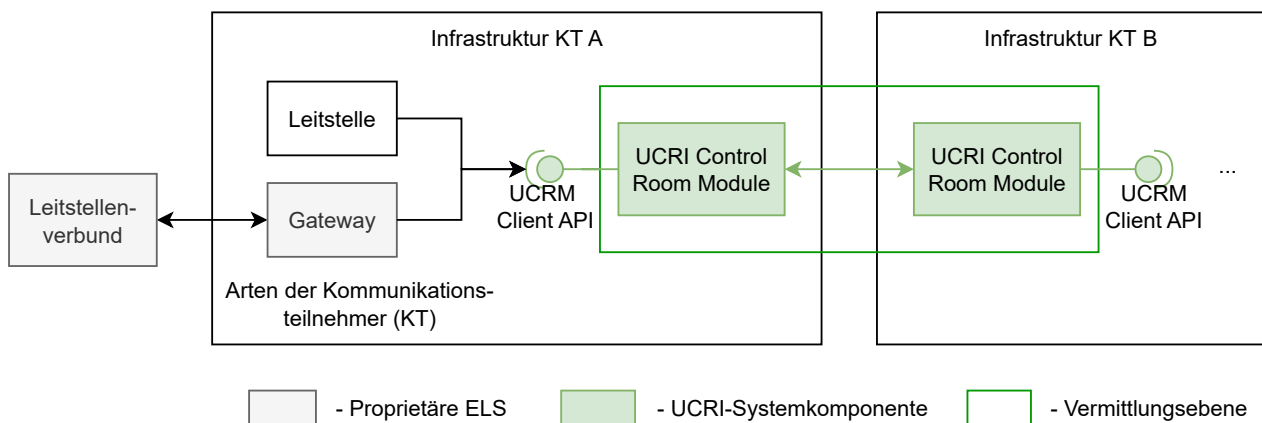 Infrastruktur KT A
Infrastruktur KT B
Leitstelle
UCRI Control
Room Module
UCRI Control
Room Module
...
UCRM
Client API
UCRM
Client API
Leitstellen-
verbund
Gateway
Arten der Kommunikations-
teilnehmer (KT)
- Proprietäre ELS
- UCRI-Systemkomponente
- Vermittlungsebene